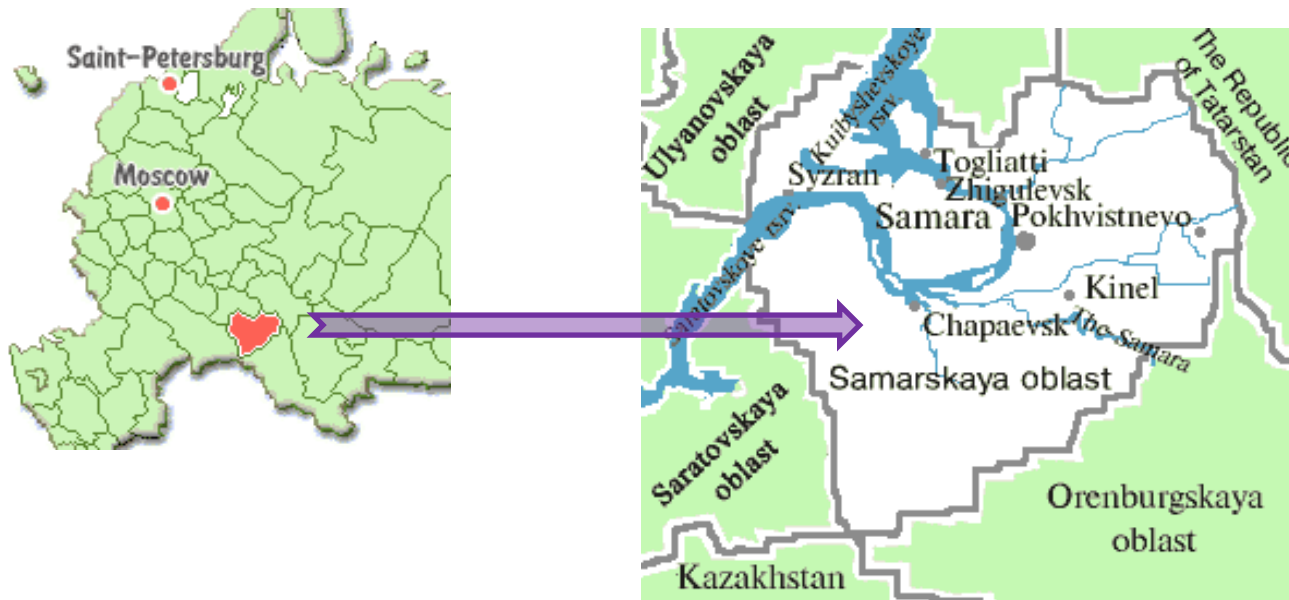 Saint-Petersburg
Moscow
Ulyanovskaya
oblast
Kuibyshevskoye
rsrv.
The Republic
of Tatarstan
Togliatti
Syzran
Zhigulevsk
Samara
Pokhvistnevo
Saratovskoye rsrv.
Kinel
Chapaevsk
The Samara
Samarskaya oblast
Saratovskaya
oblast
Orenburgskaya
oblast
Kazakhstan